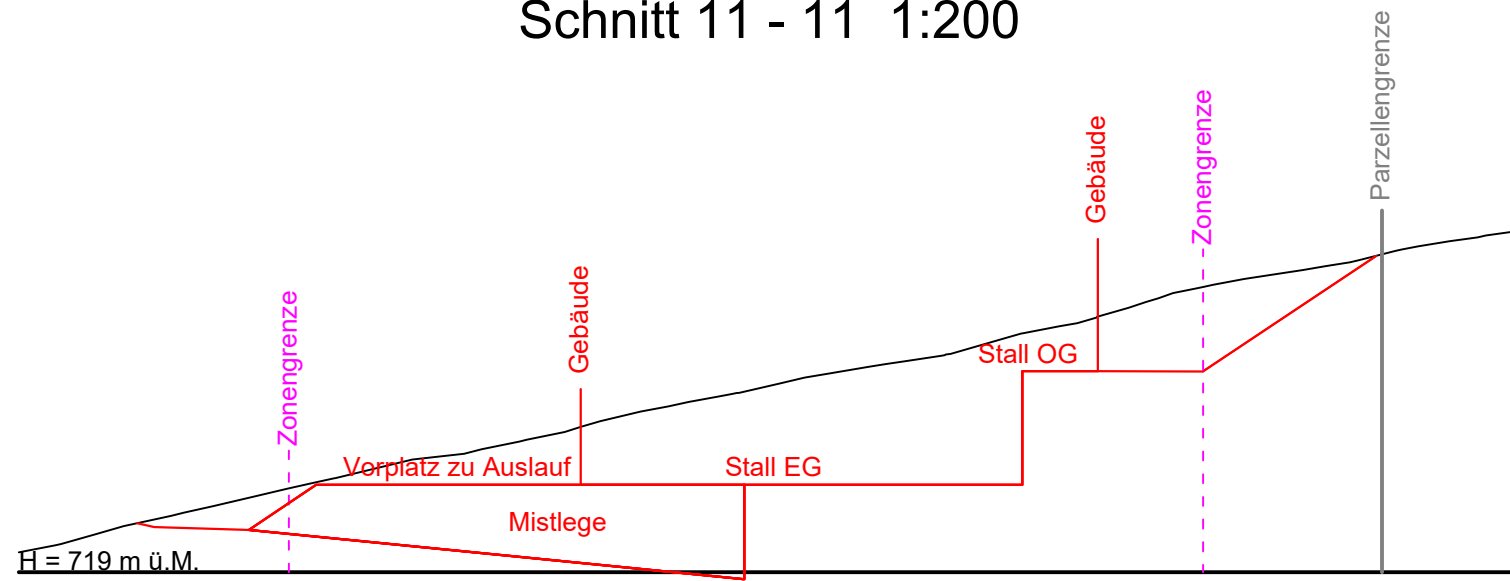 Schnitt 11 - 11 1:200
Parzellengrenze
Zonengrenze
Gebäude
Gebäude
Zonengrenze
Stall OG
Vorplatz zu Auslauf
Stall EG
Mistlege
H = 719 m ü.M.